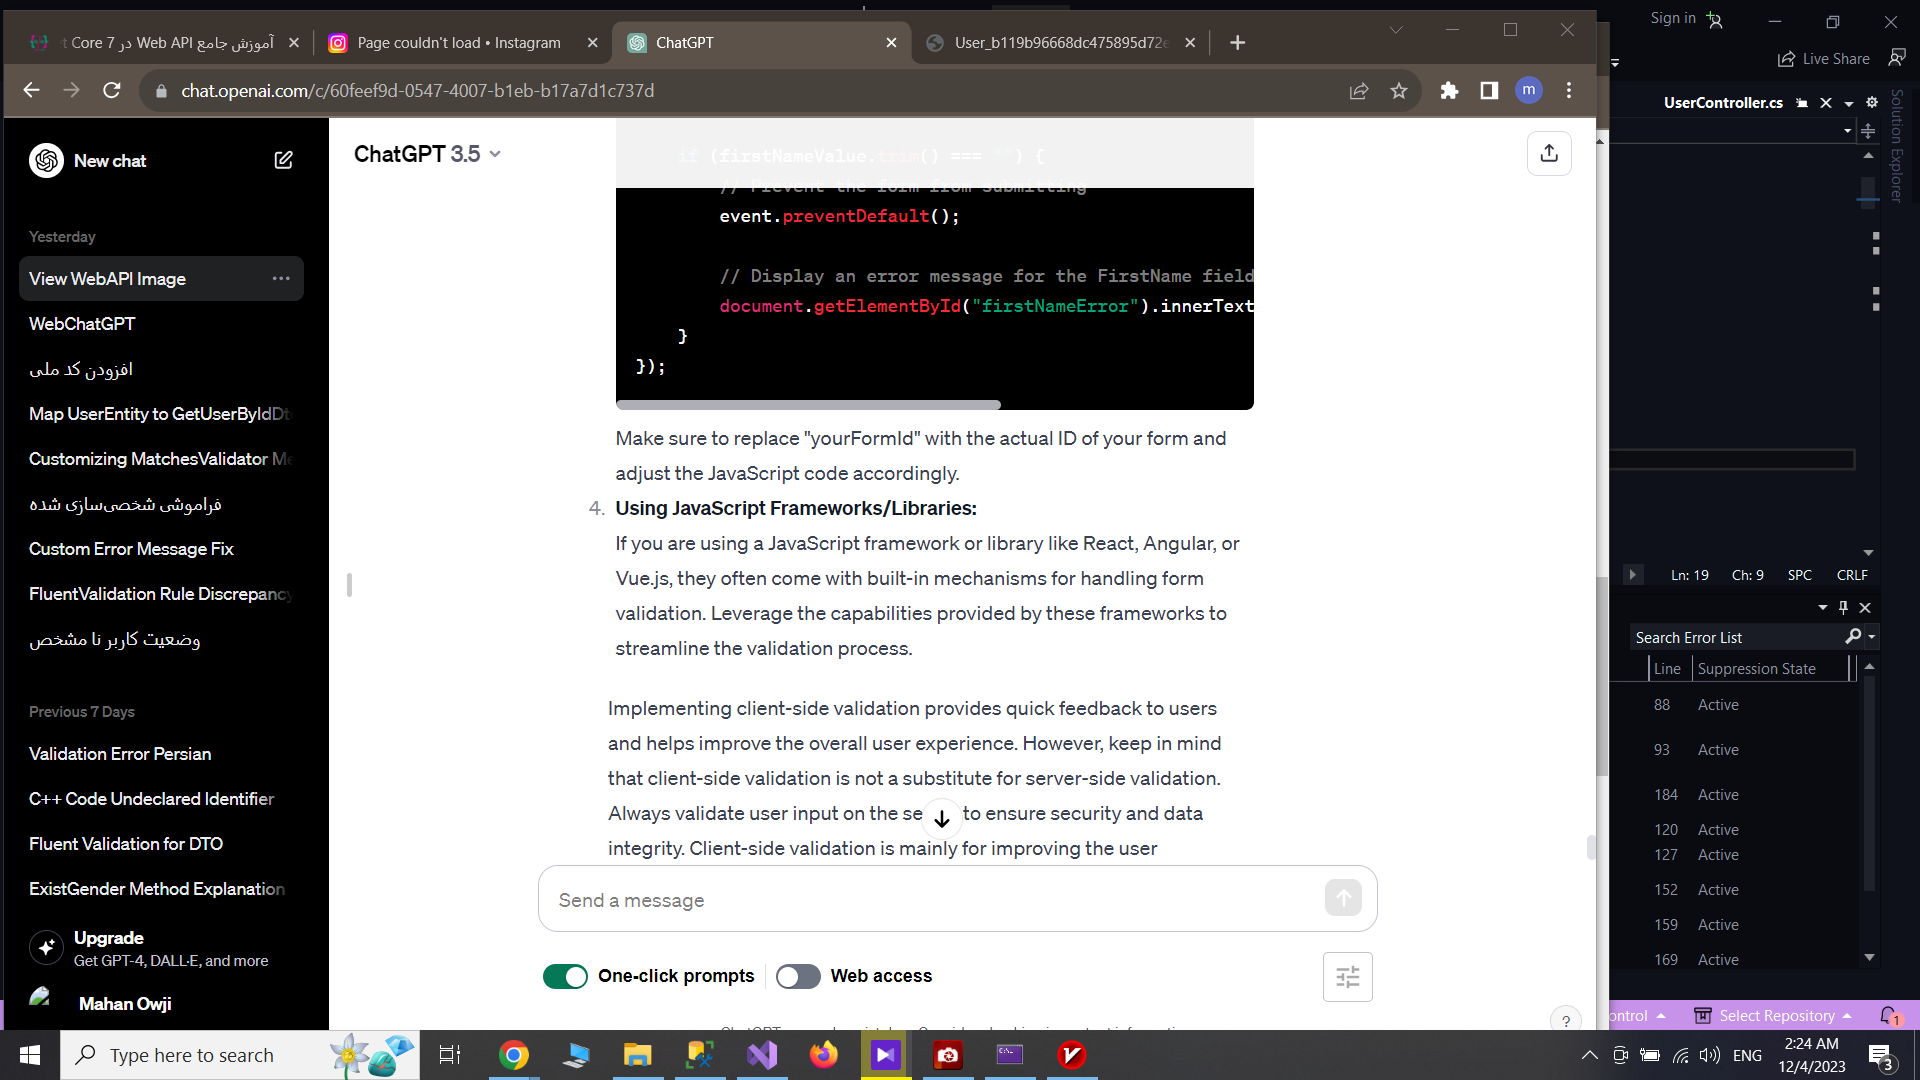 آموزش جامع Web API در t Core 7
Page couldn't load • Instagram
ChatGPT
User_b119b96668dc475895d72e
Sign in
Live Share
chat.openai.com/c/60feef9d-0547-4007-b1eb-b17a7d1c737d
m
UserController.cs
Solution Explorer
New chat
Yesterday
View WebAPI Image
WebChatGPT
افزودن کد ملی
Map UserEntity to GetUserByIdDt
Customizing MatchesValidator Me
فراموشی شخصی‌سازی شده
Custom Error Message Fix
FluentValidation Rule Discrepancy
وضعیت کاربر نا مشخص
Previous 7 Days
Validation Error Persian
C++ Code Undeclared Identifier
Fluent Validation for DTO
ExistGender Method Explanation
Upgrade
Get GPT-4, DALL·E, and more
Mahan Owji
ChatGPT 3.5
if (firstNameValue.trim() === '') {
// Prevent the form from submitting
event.preventDefault();
// Display an error message for the FirstName field
document.getElementById("firstNameError").innerText
}
});
Make sure to replace "yourFormId" with the actual ID of your form and
adjust the JavaScript code accordingly.
4. Using JavaScript Frameworks/Libraries:
If you are using a JavaScript framework or library like React, Angular, or
Vue.js, they often come with built-in mechanisms for handling form
validation. Leverage the capabilities provided by these frameworks to
streamline the validation process.
Implementing client-side validation provides quick feedback to users
and helps improve the overall user experience. However, keep in mind
that client-side validation is not a substitute for server-side validation.
Always validate user input on the se to ensure security and data
integrity. Client-side validation is mainly for improving the user
Send a message
One-click prompts
Web access
?
Ln: 19 Ch: 9 SPC CRLF
Search Error List
Line Suppression State
88 Active
93 Active
184 Active
120 Active
127 Active
152 Active
159 Active
169 Active
ontrol
Select Repository
1
Type here to search
ENG
2:24 AM
12/4/2023
3